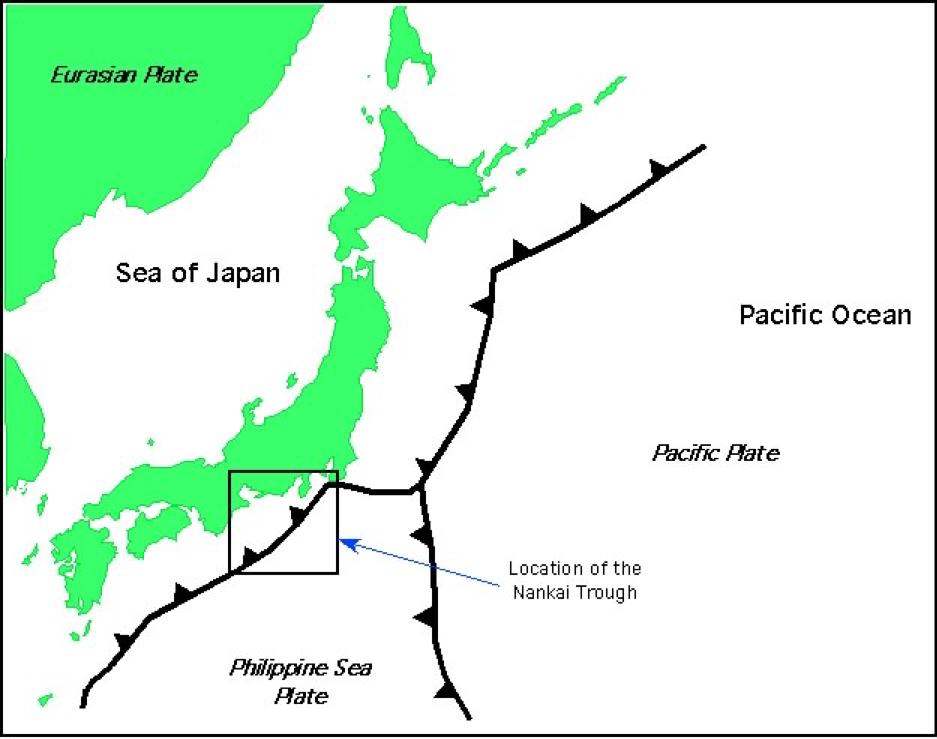 Eurasian Plate
Sea of Japan
Pacific Ocean
Pacific Plate
Location of the
Nankai Trough
Philippine Sea
Plate